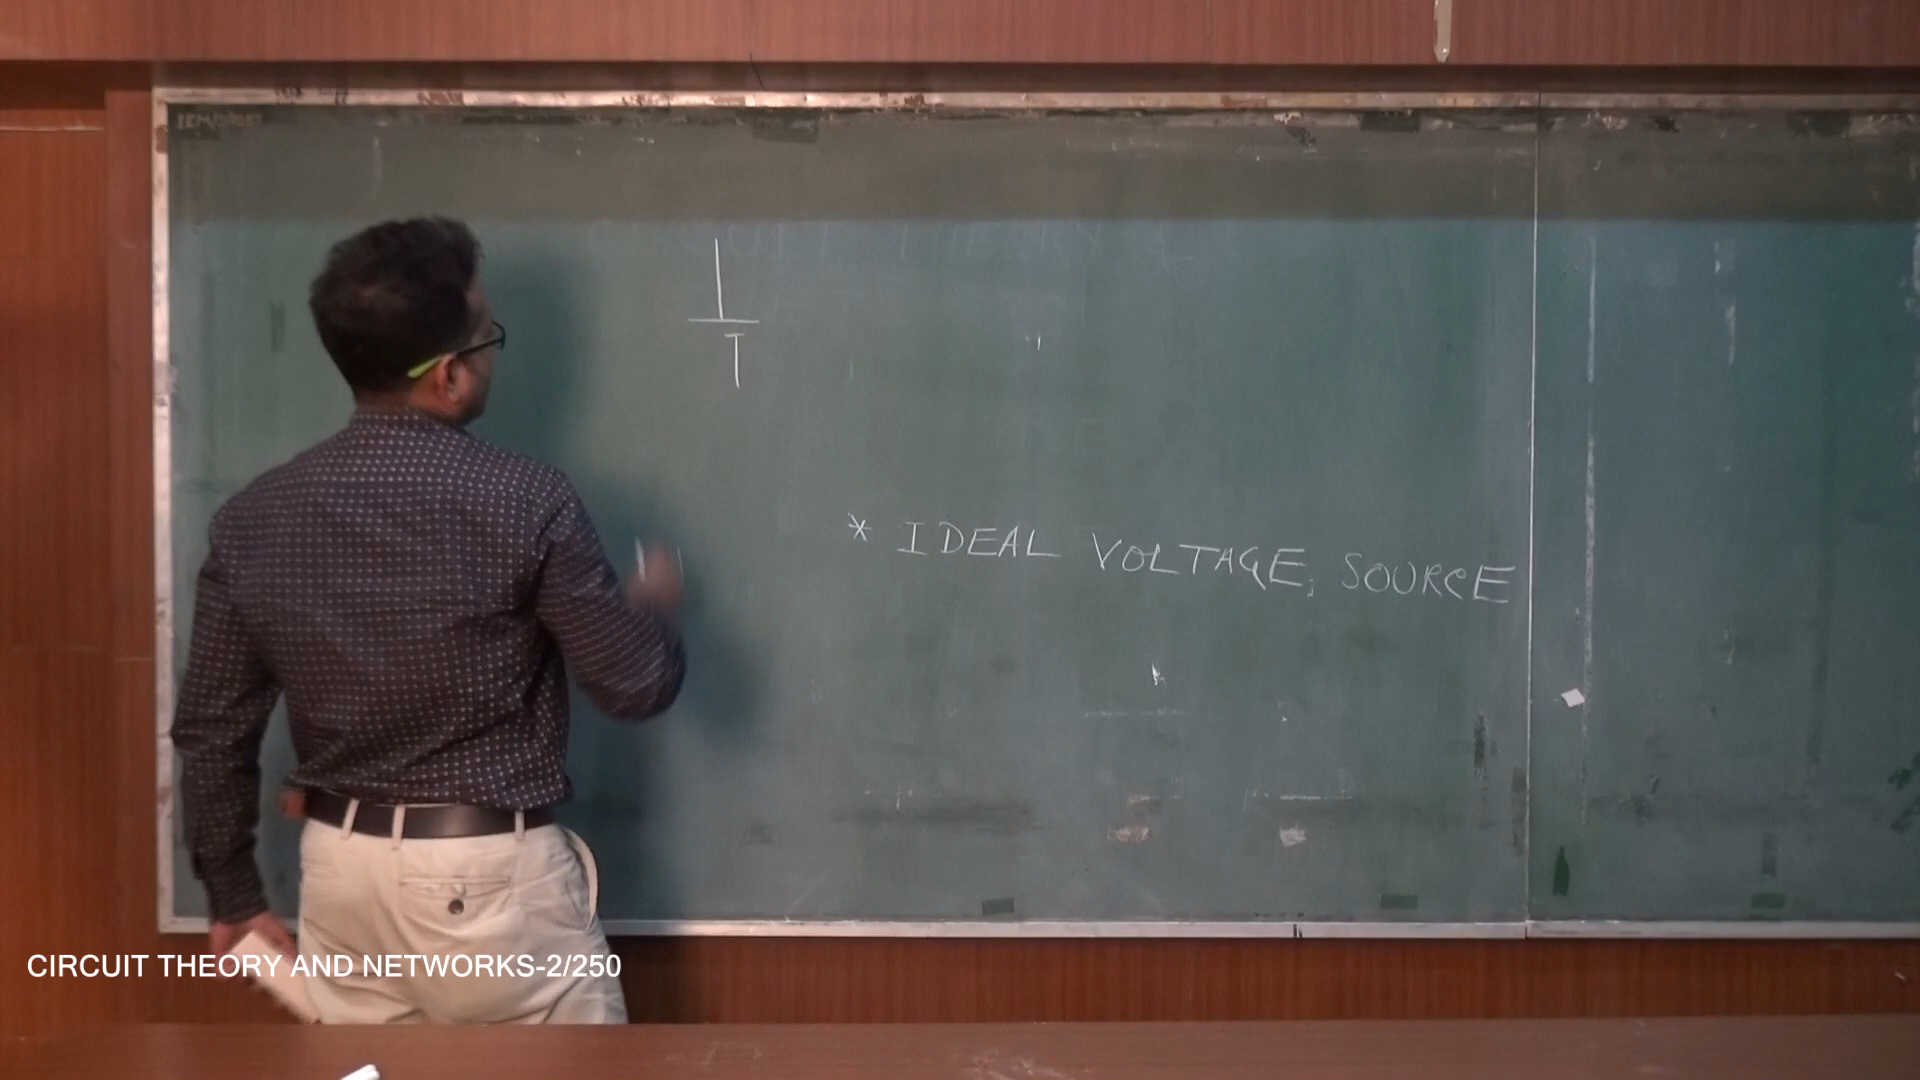 * IDEAL VOLTAGE SOURCE
CIRCUIT THEORY AND NETWORKS-2/250